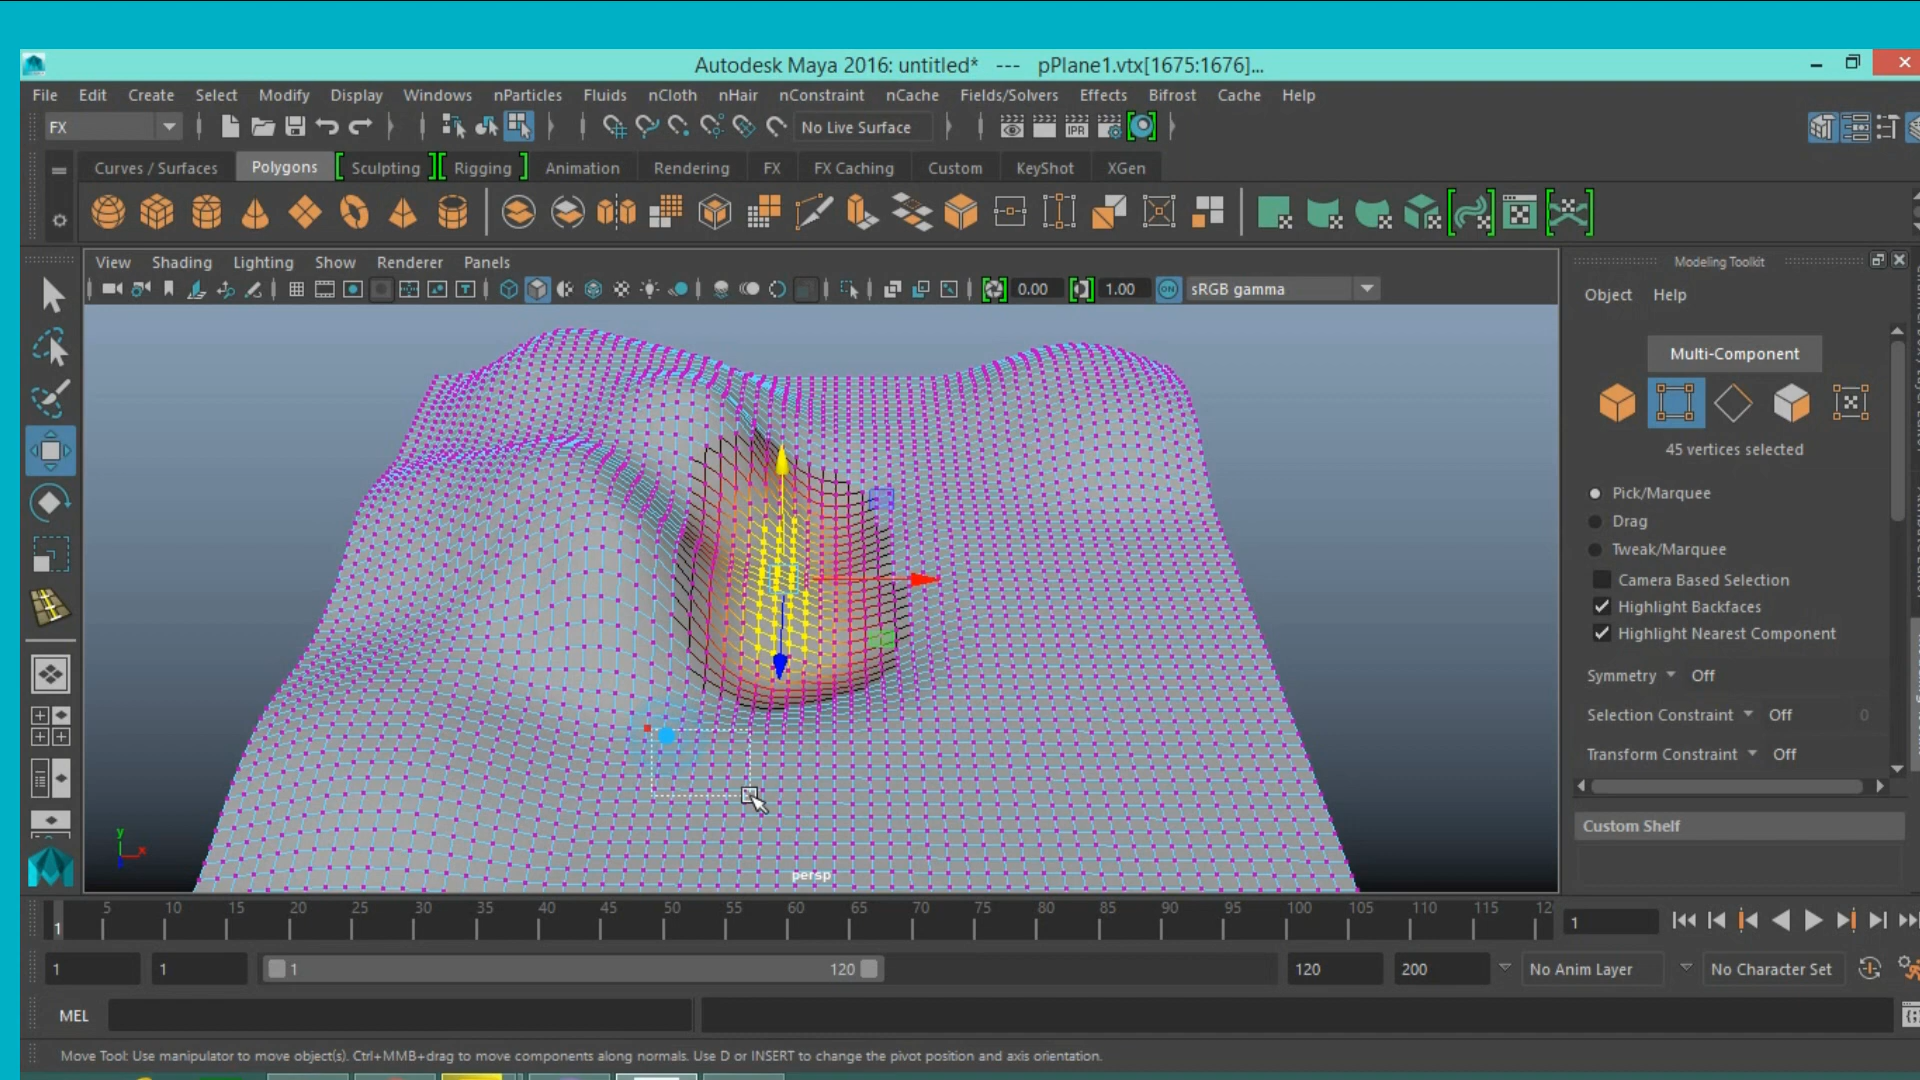 Autodesk Maya 2016: untitled* --- pPlane1.vtx[1675:1676]...
File Edit Create Select Modify Display Windows nParticles Fluids nCloth nHair nConstraint nCache Fields/Solvers Effects Bifrost Cache Help
FX No Live Surface IPR
Curves / Surfaces Polygons Sculpting Rigging Animation Rendering FX FX Caching Custom KeyShot XGen
View Shading Lighting Show Renderer Panels
0.00 1.00 ON sRGB gamma
Modeling Toolkit
Object Help
Multi-Component
45 vertices selected
Pick/Marquee
Drag
Tweak/Marquee
Camera Based Selection
Highlight Backfaces
Highlight Nearest Component
Symmetry Off
Selection Constraint Off 0
Transform Constraint Off
Custom Shelf
y
x
persp
1 5 10 15 20 25 30 35 40 45 50 55 60 65 70 75 80 85 90 95 100 105 110 115 12
1
1 1 1 120 120 200 No Anim Layer No Character Set
MEL
Move Tool: Use manipulator to move object(s). Ctrl+MMB+drag to move components along normals. Use D or INSERT to change the pivot position and axis orientation.